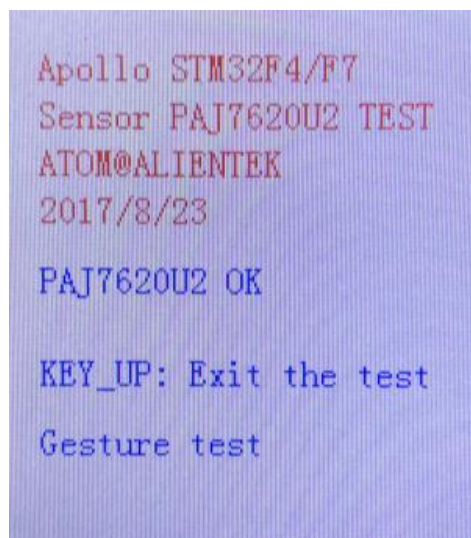 Apollo STM32F4/F7
Sensor PAJ7620U2 TEST
ATOM@ALIENTEK
2017/8/23
PAJ7620U2 OK
KEY_UP: Exit the test
Gesture test